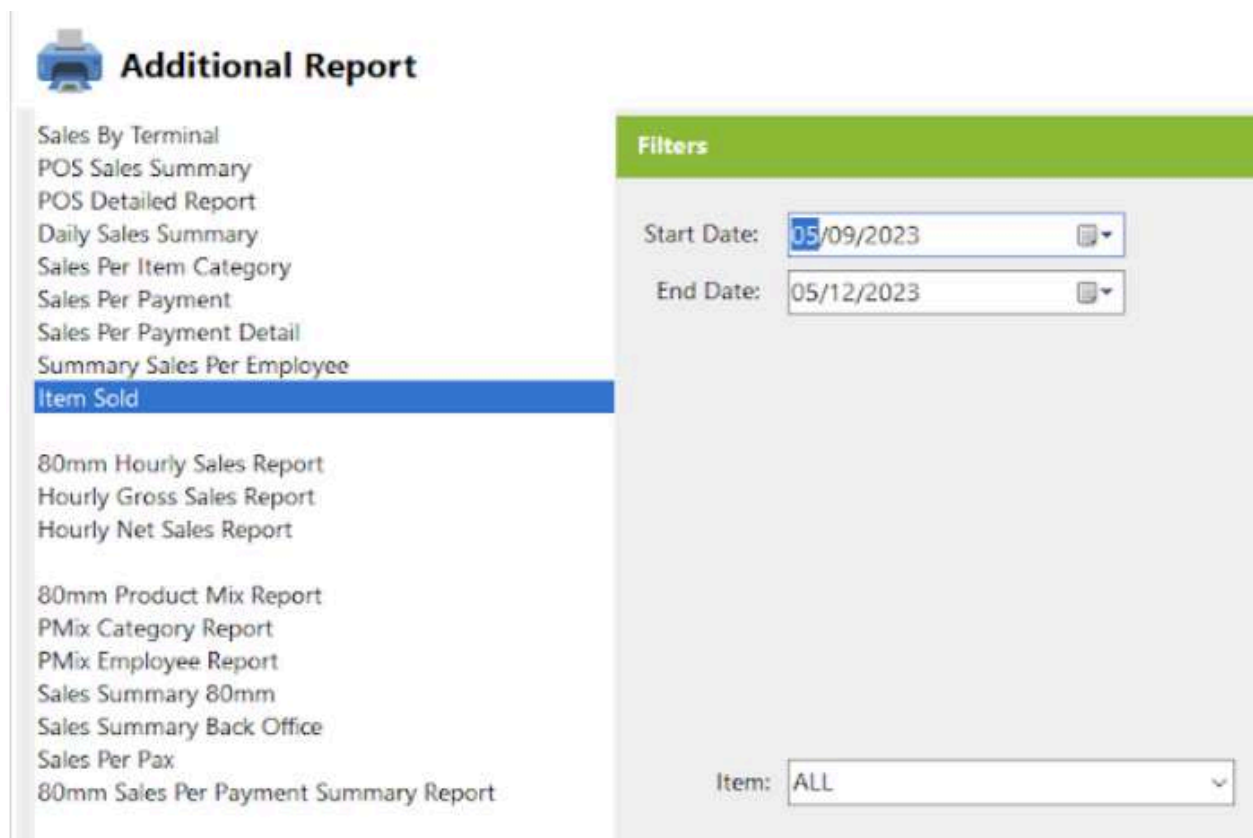 Additional Report
Sales By Terminal
POS Sales Summary
POS Detailed Report
Daily Sales Summary
Sales Per Item Category
Sales Per Payment
Sales Per Payment Detail
Summary Sales Per Employee
Item Sold
80mm Hourly Sales Report
Hourly Gross Sales Report
Hourly Net Sales Report
80mm Product Mix Report
PMix Category Report
PMix Employee Report
Sales Summary 80mm
Sales Summary Back Office
Sales Per Pax
80mm Sales Per Payment Summary Report
Filters
Start Date: 05/09/2023
End Date: 05/12/2023
Item: ALL